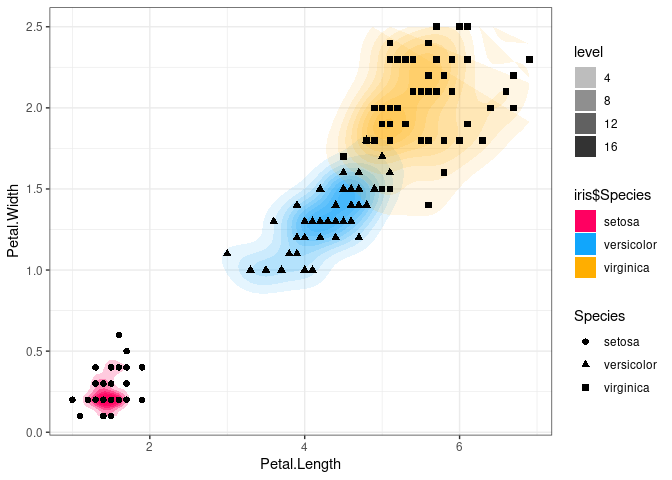 2.5
2.0
1.5
1.0
0.5
0.0
Petal.Width
2
4
6
Petal.Length
level
4
8
12
16
iris$Species
setosa
versicolor
virginica
Species
setosa
versicolor
virginica